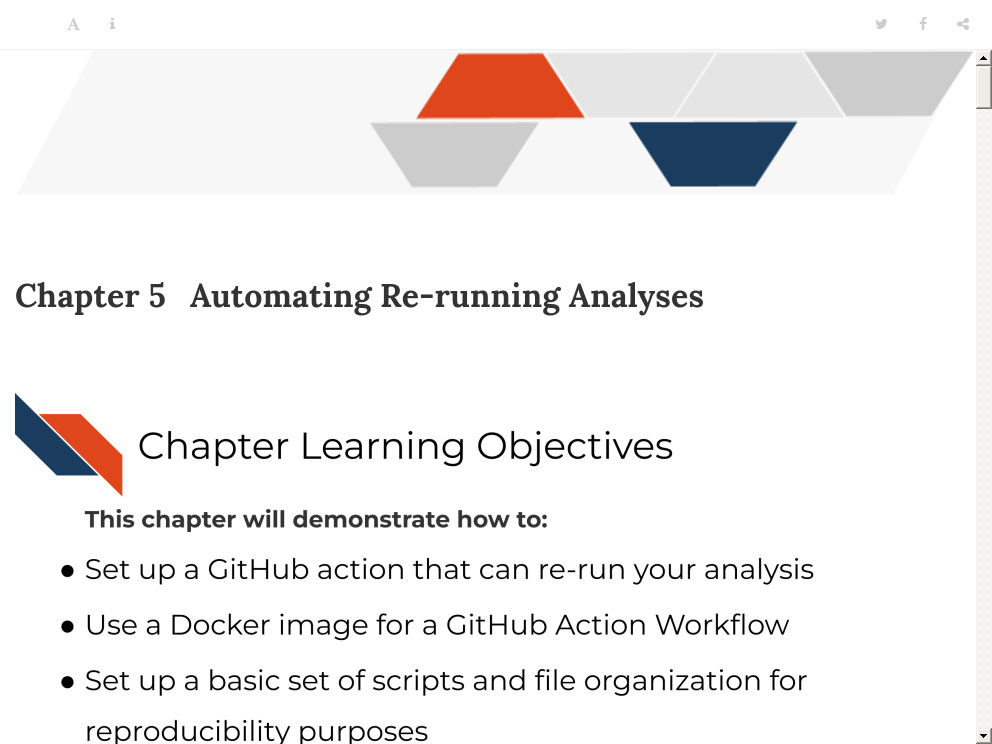 A i
Chapter 5 Automating Re-running Analyses
Chapter Learning Objectives
This chapter will demonstrate how to:
● Set up a GitHub action that can re-run your analysis
● Use a Docker image for a GitHub Action Workflow
● Set up a basic set of scripts and file organization for
reproducibility purposes